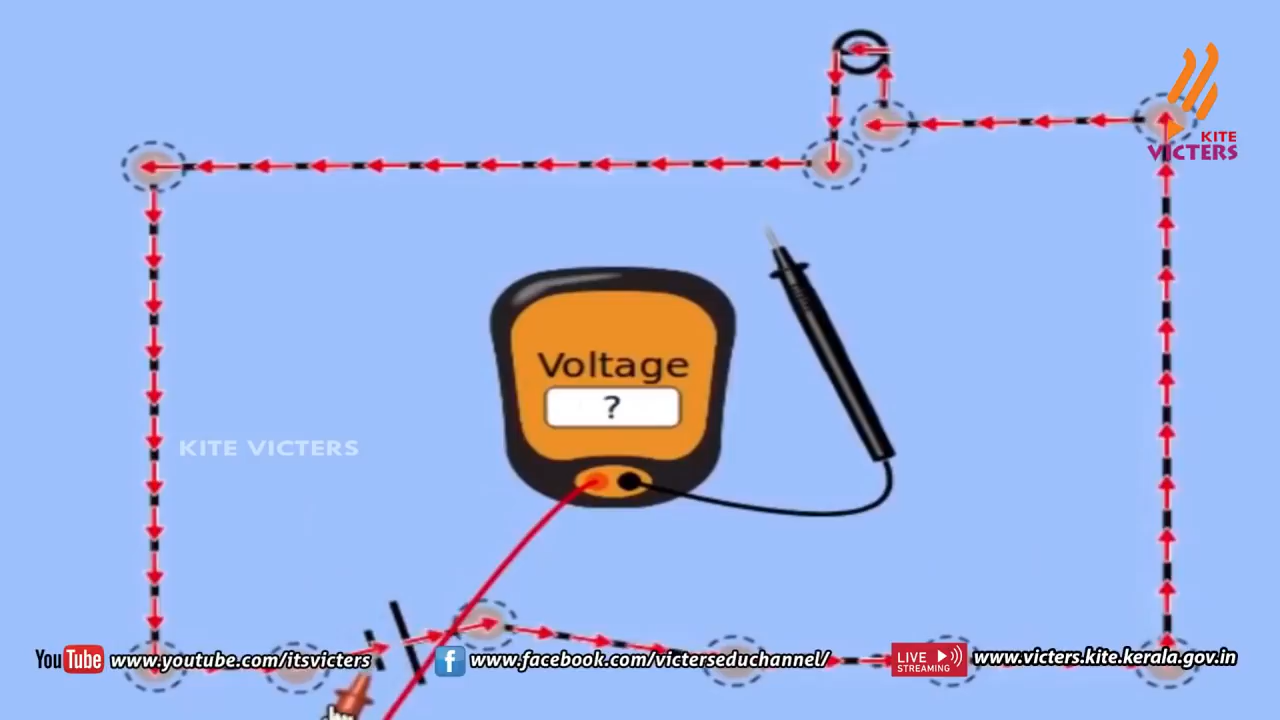 KITE
VICTERS
Voltage
?
KITE VICTERS
You Tube www.youtube.com/itsvicters
f www.facebook.com/victerseduchannel/
LIVE
STREAMING
www.victers.kite.kerala.gov.in